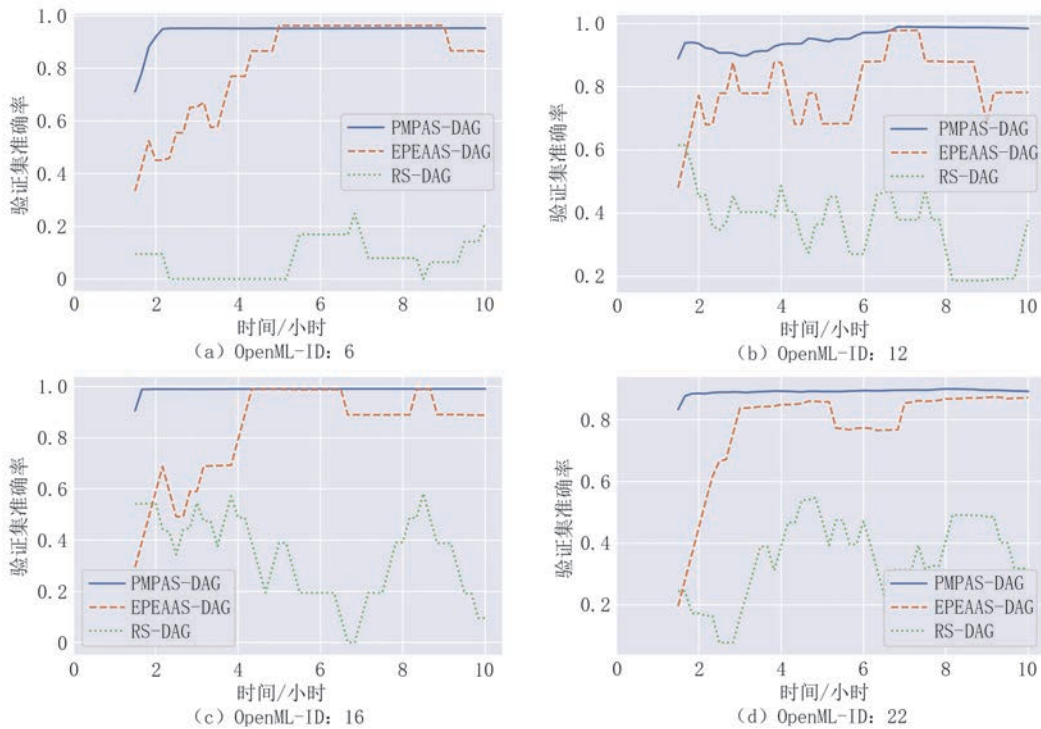 1.0
0.8
0.6
0.4
0.2
0
验证集准确率
PMPAS-DAG
EPEAAS-DAG
RS-DAG
0 2 4 6 8 10
时间/小时
（a）OpenML-ID：6
1.0
0.8
0.6
0.4
0.2
验证集准确率
PMPAS-DAG
EPEAAS-DAG
RS-DAG
0 2 4 6 8 10
时间/小时
（b）OpenML-ID：12
1.0
0.8
0.6
0.4
0.2
0
验证集准确率
PMPAS-DAG
EPEAAS-DAG
RS-DAG
0 2 4 6 8 10
时间/小时
（c）OpenML-ID：16
0.8
0.6
0.4
0.2
验证集准确率
PMPAS-DAG
EPEAAS-DAG
RS-DAG
0 2 4 6 8 10
时间/小时
（d）OpenML-ID：22